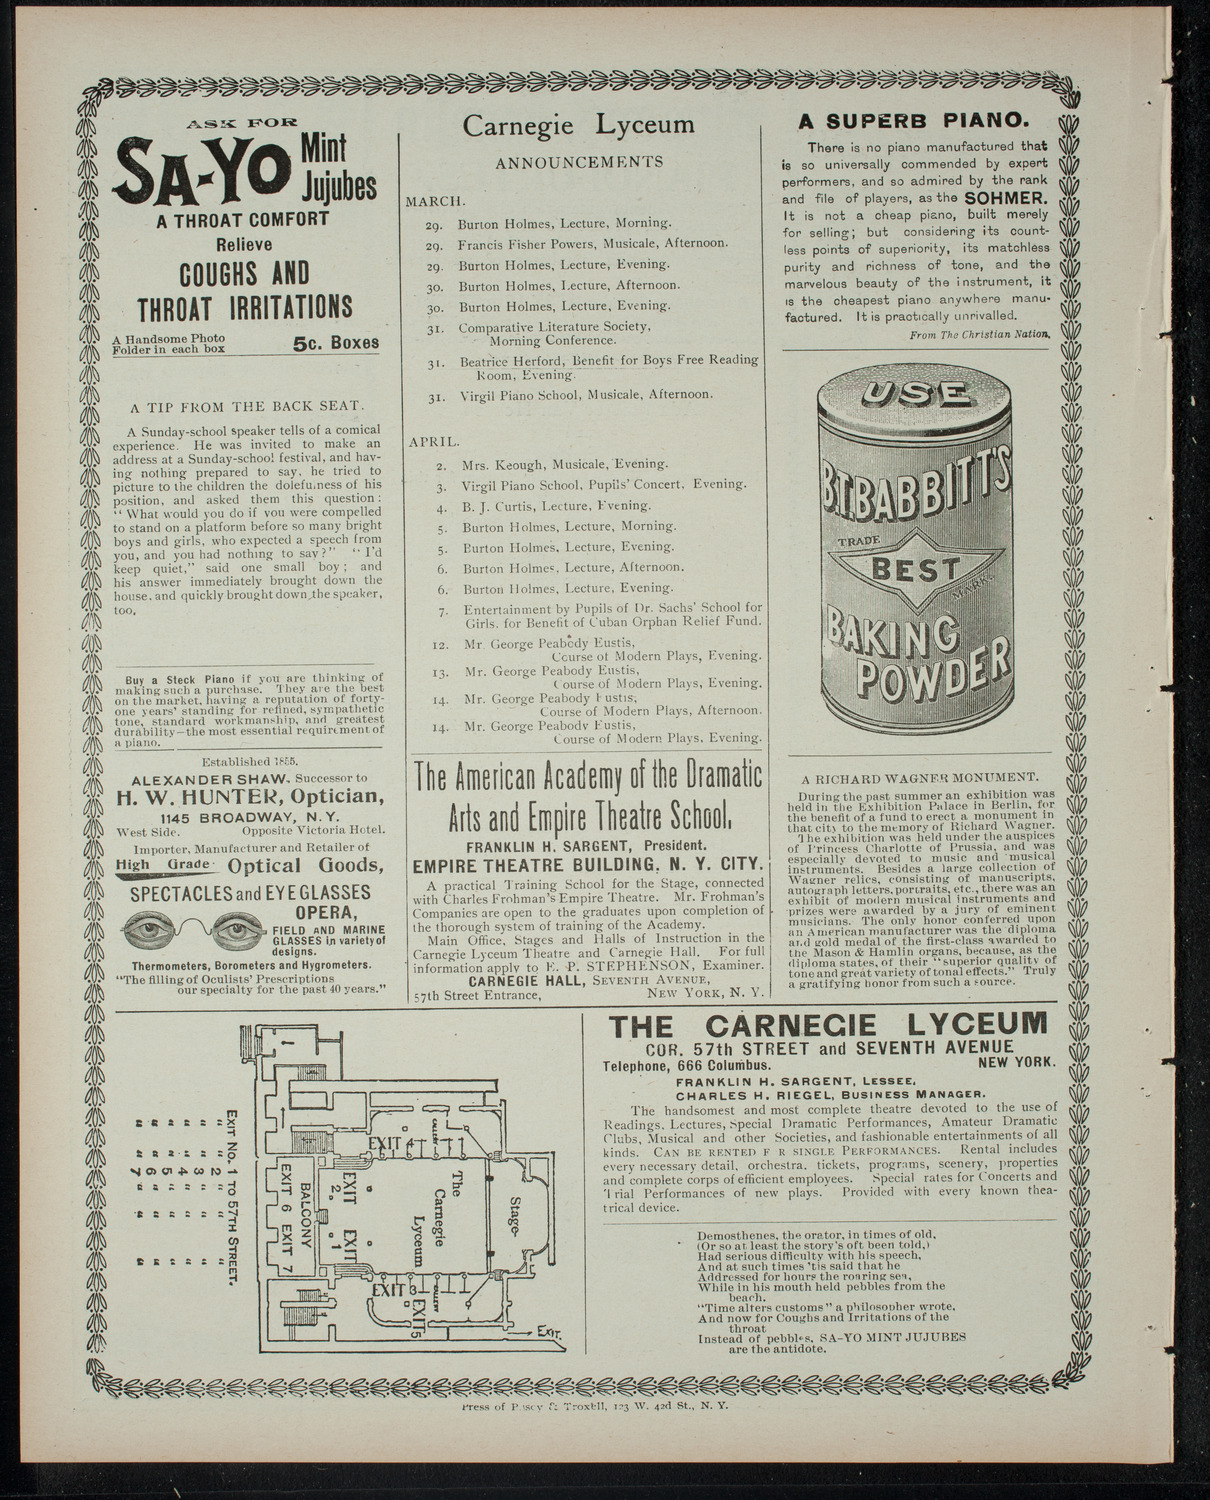 ASK FOR
SA-YO Mint Jujubes
A THROAT COMFORT
Relieve
COUGHS AND
THROAT IRRITATIONS
A Handsome Photo
Folder in each box
5c. Boxes
A TIP FROM THE BACK SEAT.
A Sunday-school speaker tells of a comical
experience. He was invited to make an
address at a Sunday-school festival, and hav-
ing nothing prepared to say, he tried to
picture to the children the dolefulness of his
position, and asked them this question:
"What would you do if you were compelled
to stand on a platform before so many bright
boys and girls, who expected a speech from
you, and you had nothing to say?" "I'd
keep quiet," said one small boy; and
his answer immediately brought down the
house, and quickly brought down the speaker,
too.
Buy a Steck Piano if you are thinking of
making such a purchase. They are the best
on the market, having a reputation of forty-
one years' standing for refined, sympathetic
tone, standard workmanship, and greatest
durability—the most essential requirement of
a piano.
Established 1855.
ALEXANDER SHAW, Successor to
H. W. HUNTER, Optician,
1145 BROADWAY, N. Y.
West Side. Opposite Victoria Hotel.
Importer, Manufacturer and Retailer of
High Grade Optical Goods,
SPECTACLES and EYEGLASSES
OPERA,
FIELD AND MARINE
GLASSES in variety of
designs.
Thermometers, Borometers and Hygrometers.
"The filling of Oculists' Prescriptions
our specialty for the past 40 years."
Carnegie Lyceum
ANNOUNCEMENTS
MARCH.
29. Burton Holmes, Lecture, Morning.
29. Francis Fisher Powers, Musicale, Afternoon.
29. Burton Holmes, Lecture, Evening.
30. Burton Holmes, Lecture, Afternoon.
30. Burton Holmes, Lecture, Evening.
31. Comparative Literature Society,
Morning Conference.
31. Beatrice Herford, Benefit for Boys Free Reading
Room, Evening.
31. Virgil Piano School, Musicale, Afternoon.
APRIL.
2. Mrs. Keough, Musicale, Evening.
3. Virgil Piano School, Pupils' Concert, Evening.
4. B. J. Curtis, Lecture, Evening.
5. Burton Holmes, Lecture, Morning.
5. Burton Holmes, Lecture, Evening.
6. Burton Holmes, Lecture, Afternoon.
6. Burton Holmes, Lecture, Evening.
7. Entertainment by Pupils of Dr. Sachs' School for
Girls, for Benefit of Cuban Orphan Relief Fund.
12. Mr. George Peabody Eustis,
Course of Modern Plays, Evening.
13. Mr. George Peabody Eustis,
Course of Modern Plays, Evening.
14. Mr. George Peabody Eustis,
Course of Modern Plays, Afternoon.
14. Mr. George Peabody Eustis,
Course of Modern Plays, Evening.
The American Academy of the Dramatic
Arts and Empire Theatre School,
FRANKLIN H. SARGENT, President.
EMPIRE THEATRE BUILDING, N. Y. CITY.
A practical Training School for the Stage, connected
with Charles Frohman's Empire Theatre. Mr. Frohman's
Companies are open to the graduates upon completion of
the thorough system of training of the Academy.
Main Office, Stages and Halls of Instruction in the
Carnegie Lyceum Theatre and Carnegie Hall. For full
information apply to E. P. STEPHENSON, Examiner.
CARNEGIE HALL, SEVENTH AVENUE,
57th Street Entrance, NEW YORK, N. Y.
A SUPERB PIANO.
There is no piano manufactured that
is so universally commended by expert
performers, and so admired by the rank
and file of players, as the SOHMER.
It is not a cheap piano, built merely
for selling; but considering its count-
less points of superiority, its matchless
purity and richness of tone, and the
marvelous beauty of the instrument, it
is the cheapest piano anywhere manu-
factured. It is practically unrivalled.
From The Christian Nation.
USE
B.T. BABBITT'S
TRADE
BEST
MARK.
BAKING
POWDER
A RICHARD WAGNER MONUMENT.
During the past summer an exhibition was
held in the Exhibition Palace in Berlin, for
the benefit of a fund to erect a monument in
that city to the memory of Richard Wagner.
The exhibition was held under the auspices
of Princess Charlotte of Prussia, and was
especially devoted to music and musical
instruments. Besides a large collection of
Wagner relics, consisting of manuscripts,
autograph letters, portraits, etc., there was an
exhibit of modern musical instruments and
prizes were awarded by a jury of eminent
musicians. The only honor conferred upon
an American manufacturer was the diploma
and gold medal of the first-class awarded to
the Mason & Hamlin organs, because, as the
diploma states, of their "superior quality of
tone and great variety of tonal effects." Truly
a gratifying honor from such a source.
EXIT NO. 1 TO 57TH STREET.
" " 2 " " "
" " 3 " " "
" " 4 " " "
" " 5 " " "
" " 6 " " "
" " 7 " " "
EXIT 4
GALLERY
EXIT 6 EXIT 7
BALCONY
EXIT 2
EXIT 1
The
Carnegie
Lyceum
Stage
EXIT 3
GALLERY
EXIT 5
Exit.
THE CARNEGIE LYCEUM
COR. 57th STREET and SEVENTH AVENUE
Telephone, 666 Columbus. NEW YORK.
FRANKLIN H. SARGENT, LESSEE.
CHARLES H. RIEGEL, BUSINESS MANAGER.
The handsomest and most complete theatre devoted to the use of
Readings, Lectures, Special Dramatic Performances, Amateur Dramatic
Clubs, Musical and other Societies, and fashionable entertainments of all
kinds. CAN BE RENTED F R SINGLE PERFORMANCES. Rental includes
every necessary detail, orchestra, tickets, programs, scenery, properties
and complete corps of efficient employees. Special rates for Concerts and
Trial Performances of new plays. Provided with every known thea-
trical device.
Demosthenes, the orator, in times of old,
(Or so at least the story's oft been told,)
Had serious difficulty with his speech,
And at such times 'tis said that he
Addressed for hours the roaring sea,
While in his mouth held pebbles from the
beach.
"Time alters customs" a philosopher wrote,
And now for Coughs and Irritations of the
throat
Instead of pebbles, SA-YO MINT JUJUBES
are the antidote.
Press of Pusey & Troxell, 123 W. 42d St., N. Y.